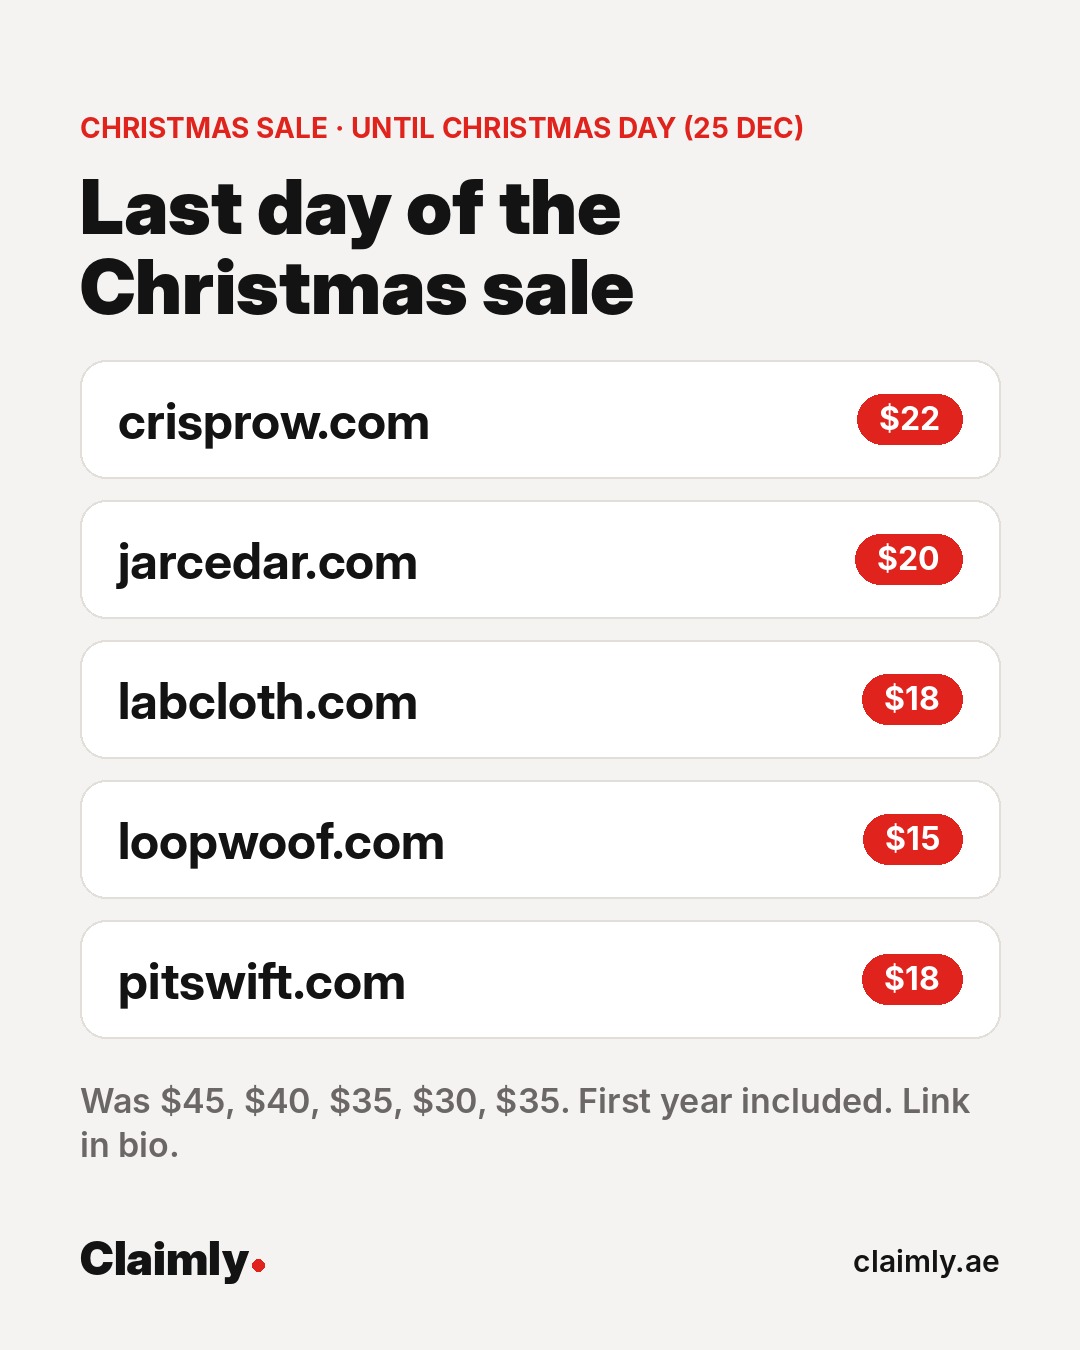 CHRISTMAS SALE · UNTIL CHRISTMAS DAY (25 DEC)
Last day of the
Christmas sale
crisprow.com $22
jarcedar.com $20
labcloth.com $18
loopwoof.com $15
pitswift.com $18
Was $45, $40, $35, $30, $35. First year included. Link
in bio.
Claimly. claimly.ae